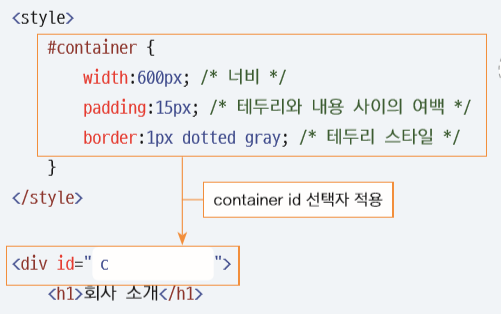 <style>
#container {
width:600px; /* 너비 */
padding:15px; /* 테두리와 내용 사이의 여백 */
border:1px dotted gray; /* 테두리 스타일 */
}
</style>
container id 선택자 적용
<div id=" c ">
<h1>회사 소개</h1>